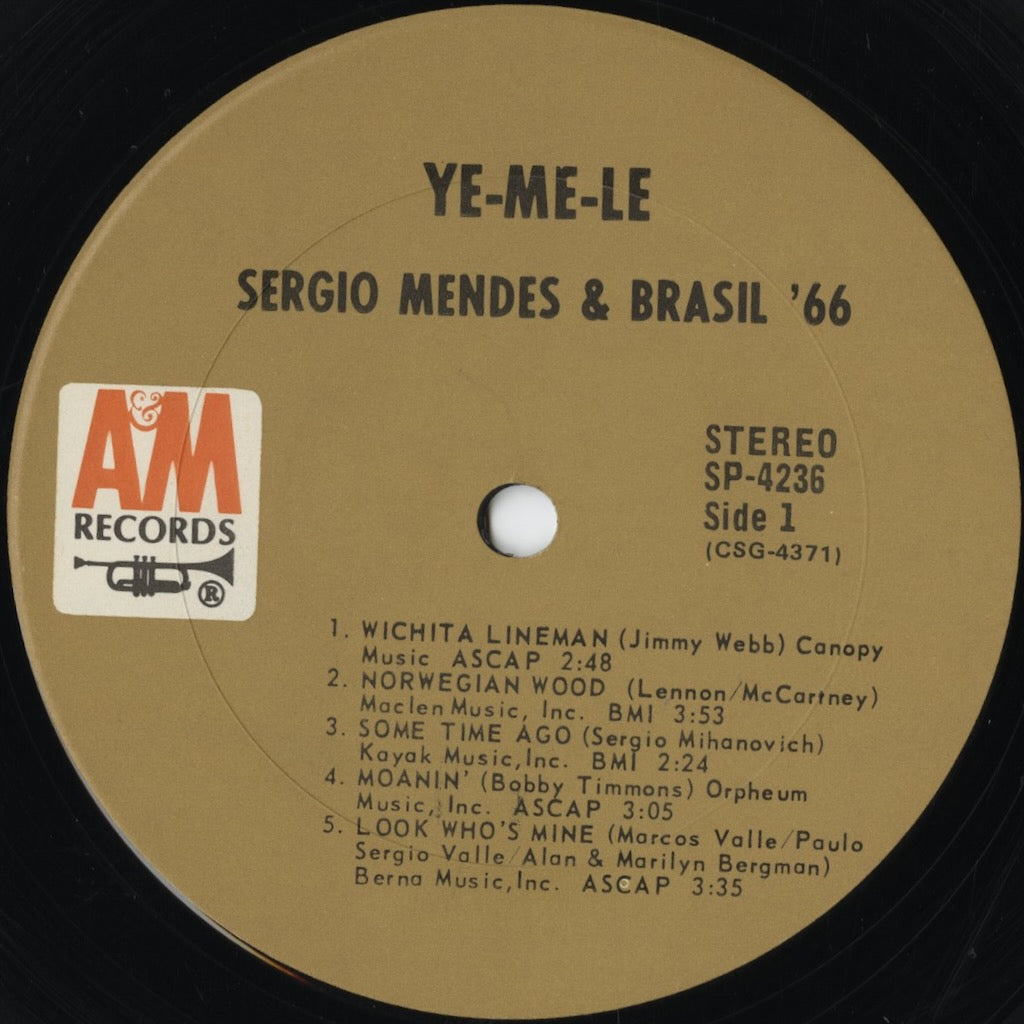 YE-ME-LE
SERGIO MENDES & BRASIL '66
A&M
RECORDS
®
STEREO
SP-4236
Side 1
(CSG-4371)
1. WICHITA LINEMAN (Jimmy Webb) Canopy
Music ASCAP 2:48
2. NORWEGIAN WOOD (Lennon/McCartney)
Maclen Music, Inc. BMI 3:53
3. SOME TIME AGO (Sergio Mihanovich)
Kayak Music, Inc. BMI 2:24
4. MOANIN' (Bobby Timmons) Orpheum
Music, Inc. ASCAP 3:05
5. LOOK WHO'S MINE (Marcos Valle/Paulo
Sergio Valle/Alan & Marilyn Bergman)
Berna Music, Inc. ASCAP 3:35